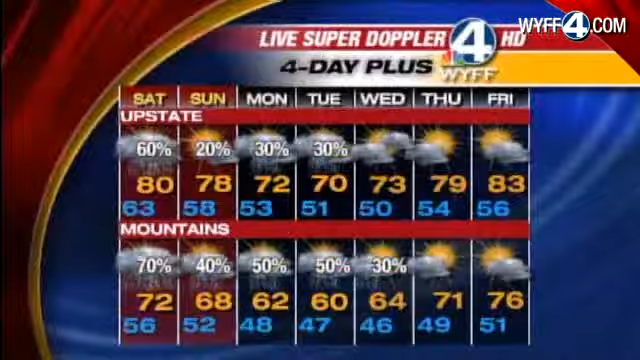 WYFF4.COM
LIVE SUPER DOPPLER 4 HD
4-DAY PLUS WYFF
SAT SUN MON TUE WED THU FRI
UPSTATE
60% 20% 30% 30%
80 78 72 70 73 79 83
63 58 53 51 50 54 56
MOUNTAINS
70% 40% 50% 50% 30%
72 68 62 60 64 71 76
56 52 48 47 46 49 51